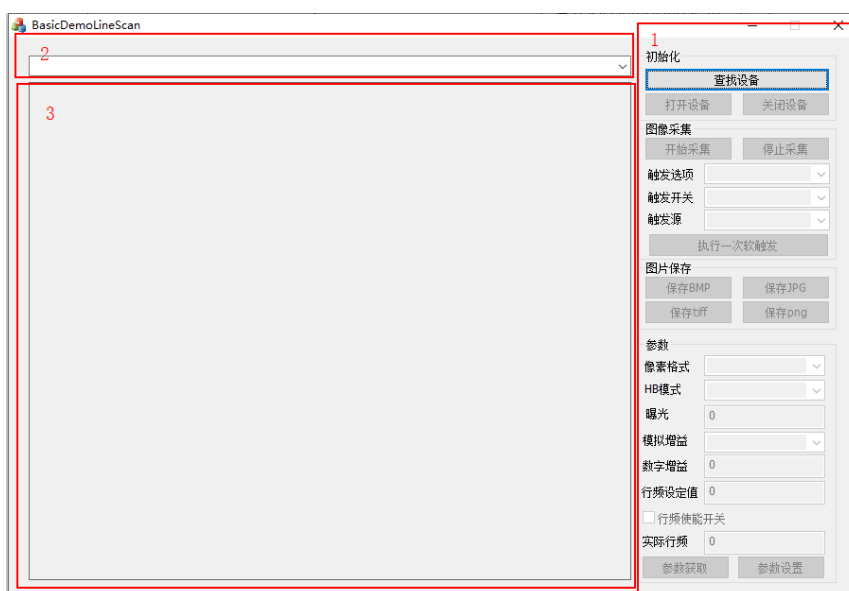 BasicDemoLineScan
1
2
初始化
查找设备
打开设备 关闭设备
3
图像采集
开始采集 停止采集
触发选项
触发开关
触发源
执行一次软触发
图片保存
保存BMP 保存JPG
保存tiff 保存png
参数
像素格式
HB模式
曝光 0
模拟增益
数字增益 0
行频设定值 0
行频使能开关
实际行频 0
参数获取 参数设置